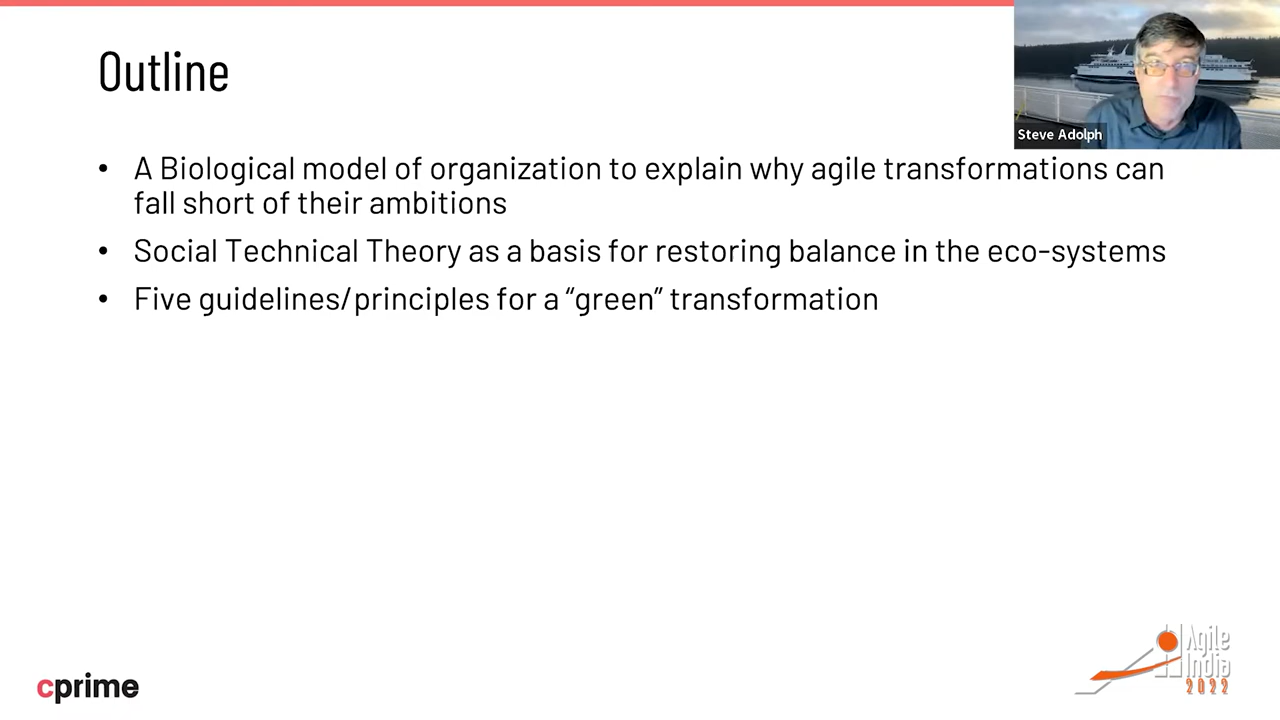 Outline
Steve Adolph
• A Biological model of organization to explain why agile transformations can
fall short of their ambitions
• Social Technical Theory as a basis for restoring balance in the eco-systems
• Five guidelines/principles for a “green” transformation
cprime
Agile
India
2022